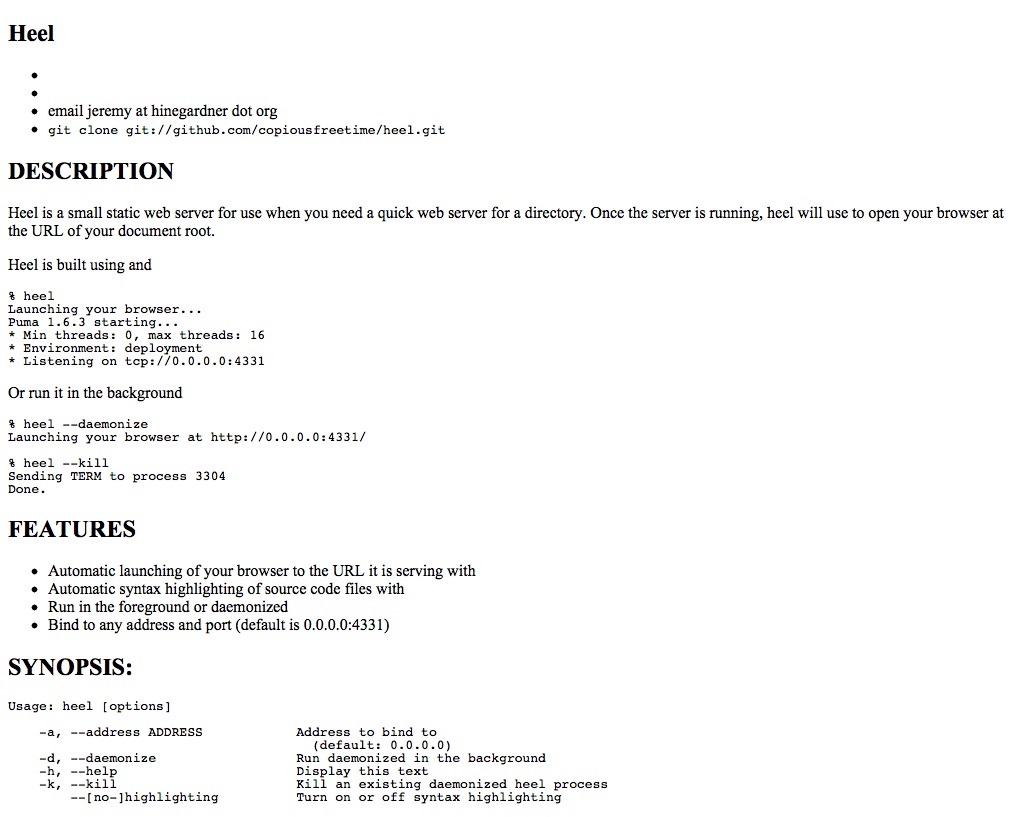 Heel
email jeremy at hinegardner dot org
git clone git://github.com/copiousfreetime/heel.git
DESCRIPTION
Heel is a small static web server for use when you need a quick web server for a directory. Once the server is running, heel will use to open your browser at
the URL of your document root.
Heel is built using and
% heel
Launching your browser...
Puma 1.6.3 starting...
* Min threads: 0, max threads: 16
* Environment: deployment
* Listening on tcp://0.0.0.0:4331
Or run it in the background
% heel --daemonize
Launching your browser at http://0.0.0.0:4331/
% heel --kill
Sending TERM to process 3304
Done.
FEATURES
Automatic launching of your browser to the URL it is serving with
Automatic syntax highlighting of source code files with
Run in the foreground or daemonized
Bind to any address and port (default is 0.0.0.0:4331)
SYNOPSIS:
Usage: heel [options]
-a, --address ADDRESS Address to bind to
(default: 0.0.0.0)
-d, --daemonize Run daemonized in the background
-h, --help Display this text
-k, --kill Kill an existing daemonized heel process
--[no-]highlighting Turn on or off syntax highlighting